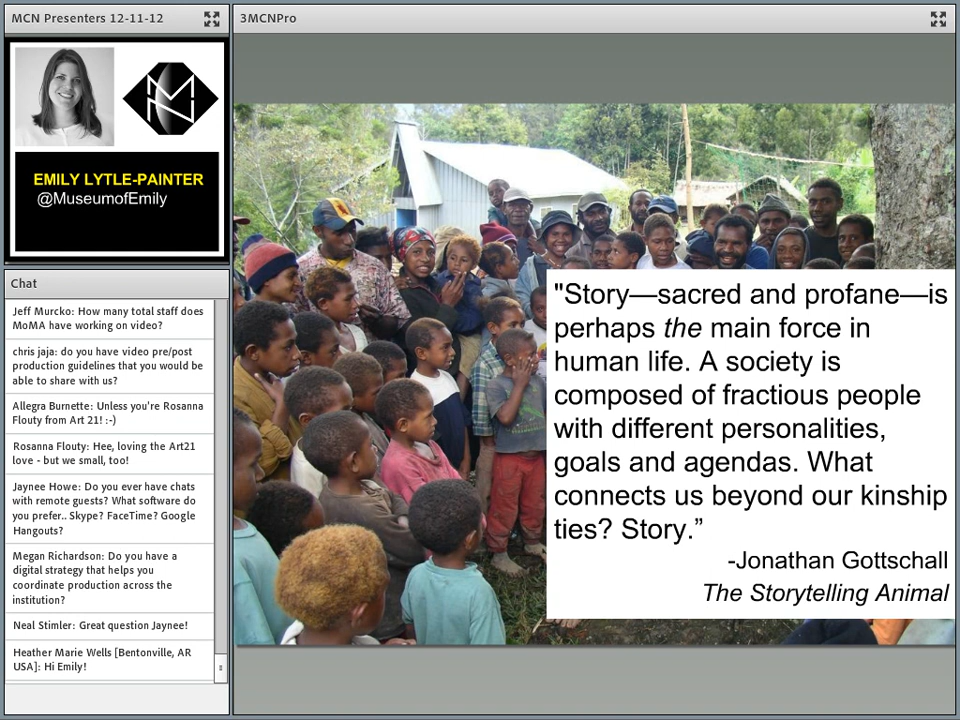 MCN Presenters 12-11-12
EMILY LYTLE-PAINTER
@MuseumofEmily
Chat
Jeff Murcko: How many total staff does
MoMA have working on video?
chris jaja: do you have video pre/post
production guidelines that you would be
able to share with us?
Allegra Burnette: Unless you're Rosanna
Flouty from Art 21! :-)
Rosanna Flouty: Hee, loving the Art21
love - but we small, too!
Jaynee Howe: Do you ever have chats
with remote guests? What software do
you prefer.. Skype? FaceTime? Google
Hangouts?
Megan Richardson: Do you have a
digital strategy that helps you
coordinate production across the
institution?
Neal Stimler: Great question Jaynee!
Heather Marie Wells [Bentonville, AR
USA]: Hi Emily!
3MCNPro
"Story—sacred and profane—is
perhaps the main force in
human life. A society is
composed of fractious people
with different personalities,
goals and agendas. What
connects us beyond our kinship
ties? Story.”
-Jonathan Gottschall
The Storytelling Animal